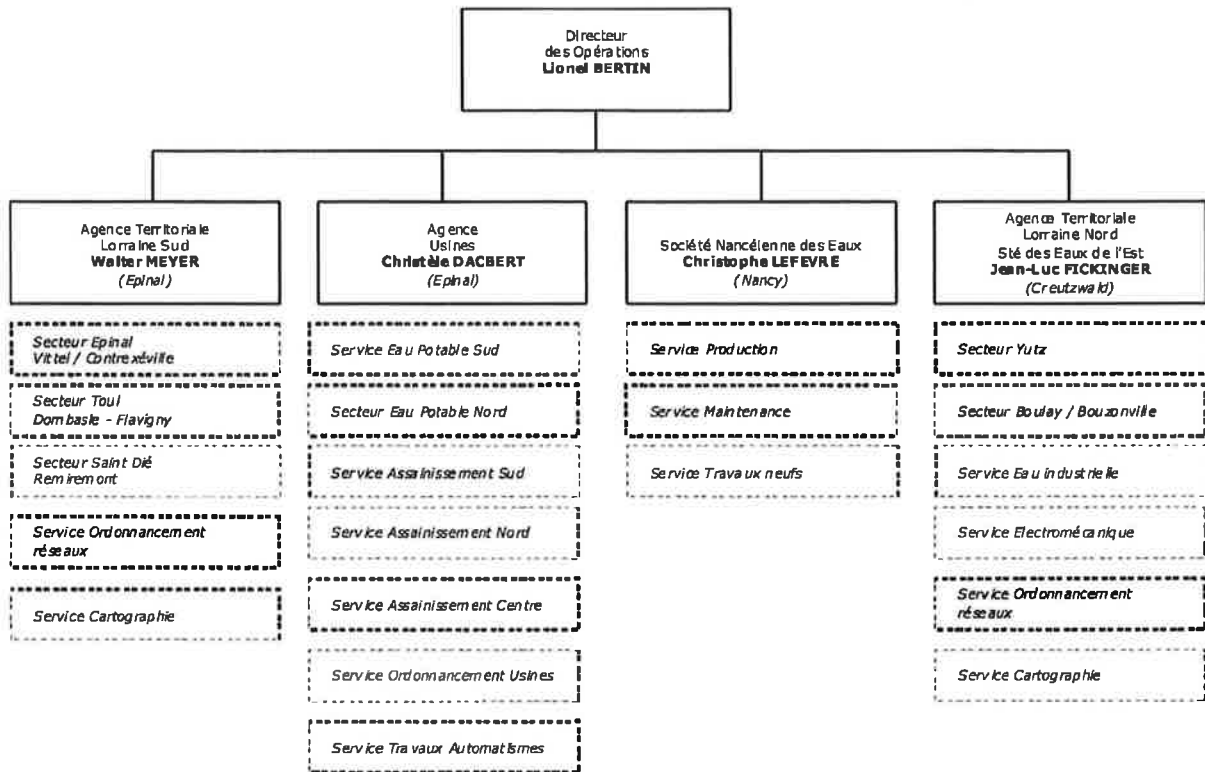 Directeur
des Opérations
Lionel BERTIN
Agence Territoriale
Lorraine Sud
Walter MEYER
(Epinal)
Agence
Usines
Christèle DACBERT
(Epinal)
Société Nancéienne des Eaux
Christophe LEFEVRE
(Nancy)
Agence Territoriale
Lorraine Nord
Sté des Eaux de l'Est
Jean-Luc FICKINGER
(Creutzwald)
Secteur Epinal
Vittel / Contrexéville
Secteur Toul
Dombasle - Flavigny
Secteur Saint Dié
Remiremont
Service Ordonnancement
réseaux
Service Cartographie
Service Eau Potable Sud
Secteur Eau Potable Nord
Service Assainissement Sud
Service Assainissement Nord
Service Assainissement Centre
Service Ordonnancement Usines
Service Travaux Automatismes
Service Production
Service Maintenance
Service Travaux neufs
Secteur Yutz
Secteur Boulay / Bouzonville
Service Eau industrielle
Service Electromécanique
Service Ordonnancement
réseaux
Service Cartographie